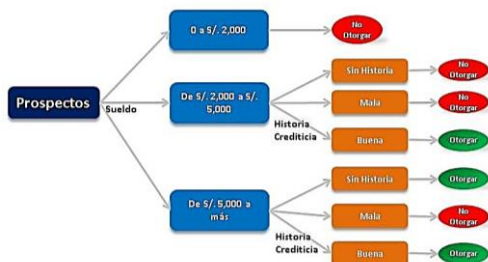 Prospectos
Sueldo
0 a S/. 2,000
No
Otorgar
De S/. 2,000 a S/.
5,000
Historia
Crediticia
Sin Historia
No
Otorgar
Mala
No
Otorgar
Buena
Otorgar
De S/. 5,000 a
más
Historia
Crediticia
Sin Historia
Otorgar
Mala
No
Otorgar
Buena
Otorgar